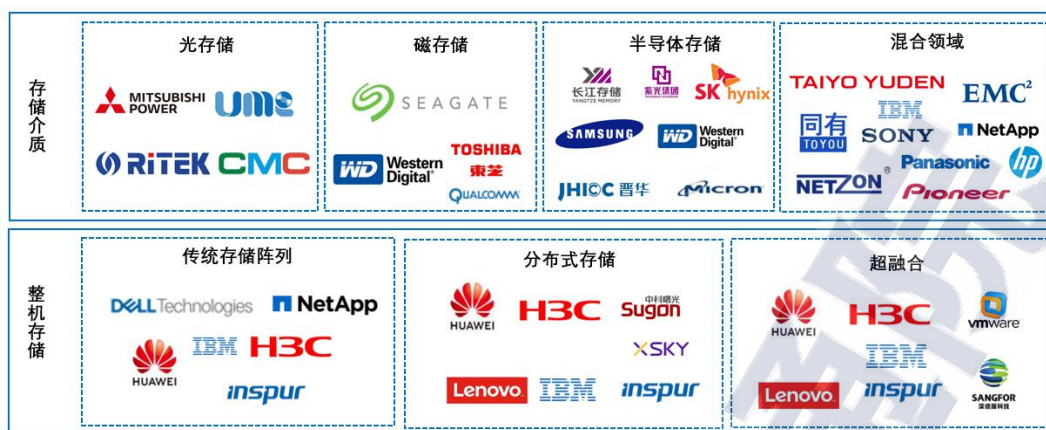 存储介质
光存储
MITSUBISHI
POWER
ume
RiTEK
CMC
磁存储
SEAGATE
WD Western
Digital®
TOSHIBA
東芝
QUALCOMM
半导体存储
长江存储
YANGTZE MEMORY
紫光集团
SK hynix
SAMSUNG
WD Western
Digital®
JHICC 晋华
Micron
混合领域
TAIYO YUDEN
EMC²
IBM
同有
TOYOU
SONY
NetApp
Panasonic
hp
NETZON®
Pioneer
整机存储
传统存储阵列
DELL Technologies
NetApp
HUAWEI
IBM
H3C
inspur
分布式存储
HUAWEI
H3C
中科曙光
Sugon
XSKY
Lenovo
IBM
inspur
超融合
HUAWEI
H3C
vmware
IBM
Lenovo
inspur
SANGFOR
深信服科技